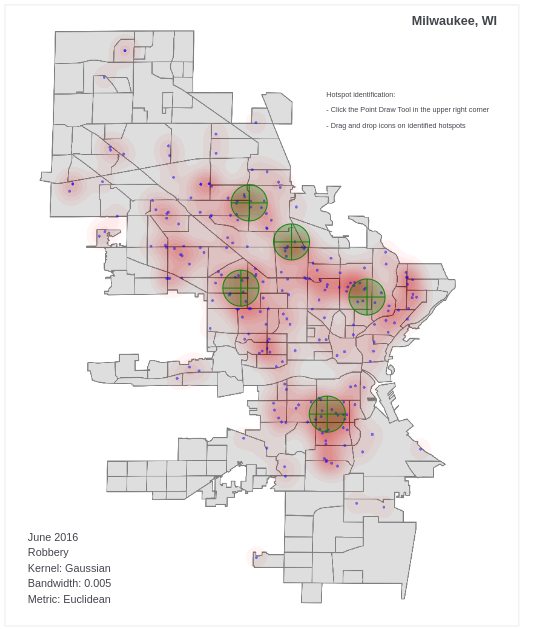 Milwaukee, WI
Hotspot identification:
- Click the Point Draw Tool in the upper right corner
- Drag and drop icons on identified hotspots
June 2016
Robbery
Kernel: Gaussian
Bandwidth: 0.005
Metric: Euclidean